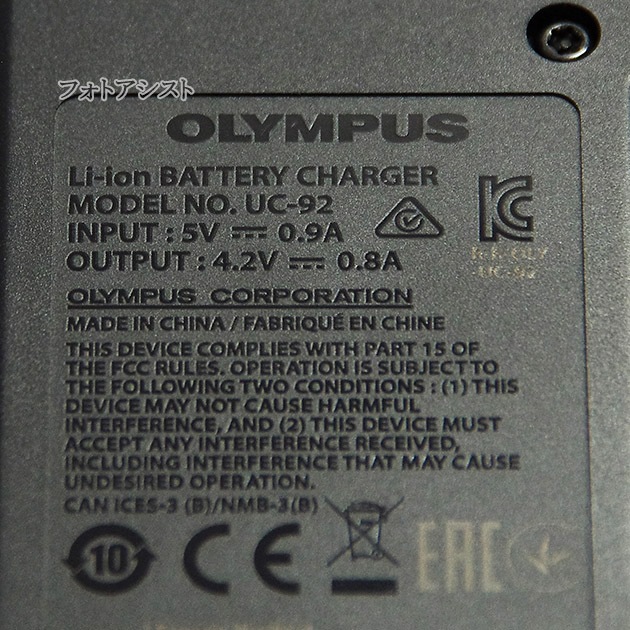 フォトアシスト
OLYMPUS
Li-ion BATTERY CHARGER
MODEL NO. UC-92
INPUT : 5V ⎓ 0.9A
OUTPUT : 4.2V ⎓ 0.8A
UC-92
OLYMPUS CORPORATION
MADE IN CHINA / FABRIQUÉ EN CHINE
THIS DEVICE COMPLIES WITH PART 15 OF
THE FCC RULES. OPERATION IS SUBJECT TO
THE FOLLOWING TWO CONDITIONS : (1) THIS
DEVICE MAY NOT CAUSE HARMFUL
INTERFERENCE, AND (2) THIS DEVICE MUST
ACCEPT ANY INTERFERENCE RECEIVED,
INCLUDING INTERFERENCE THAT MAY CAUSE
UNDESIRED OPERATION.
CAN ICES-3 (B)/NMB-3(B)
10 CE EAC